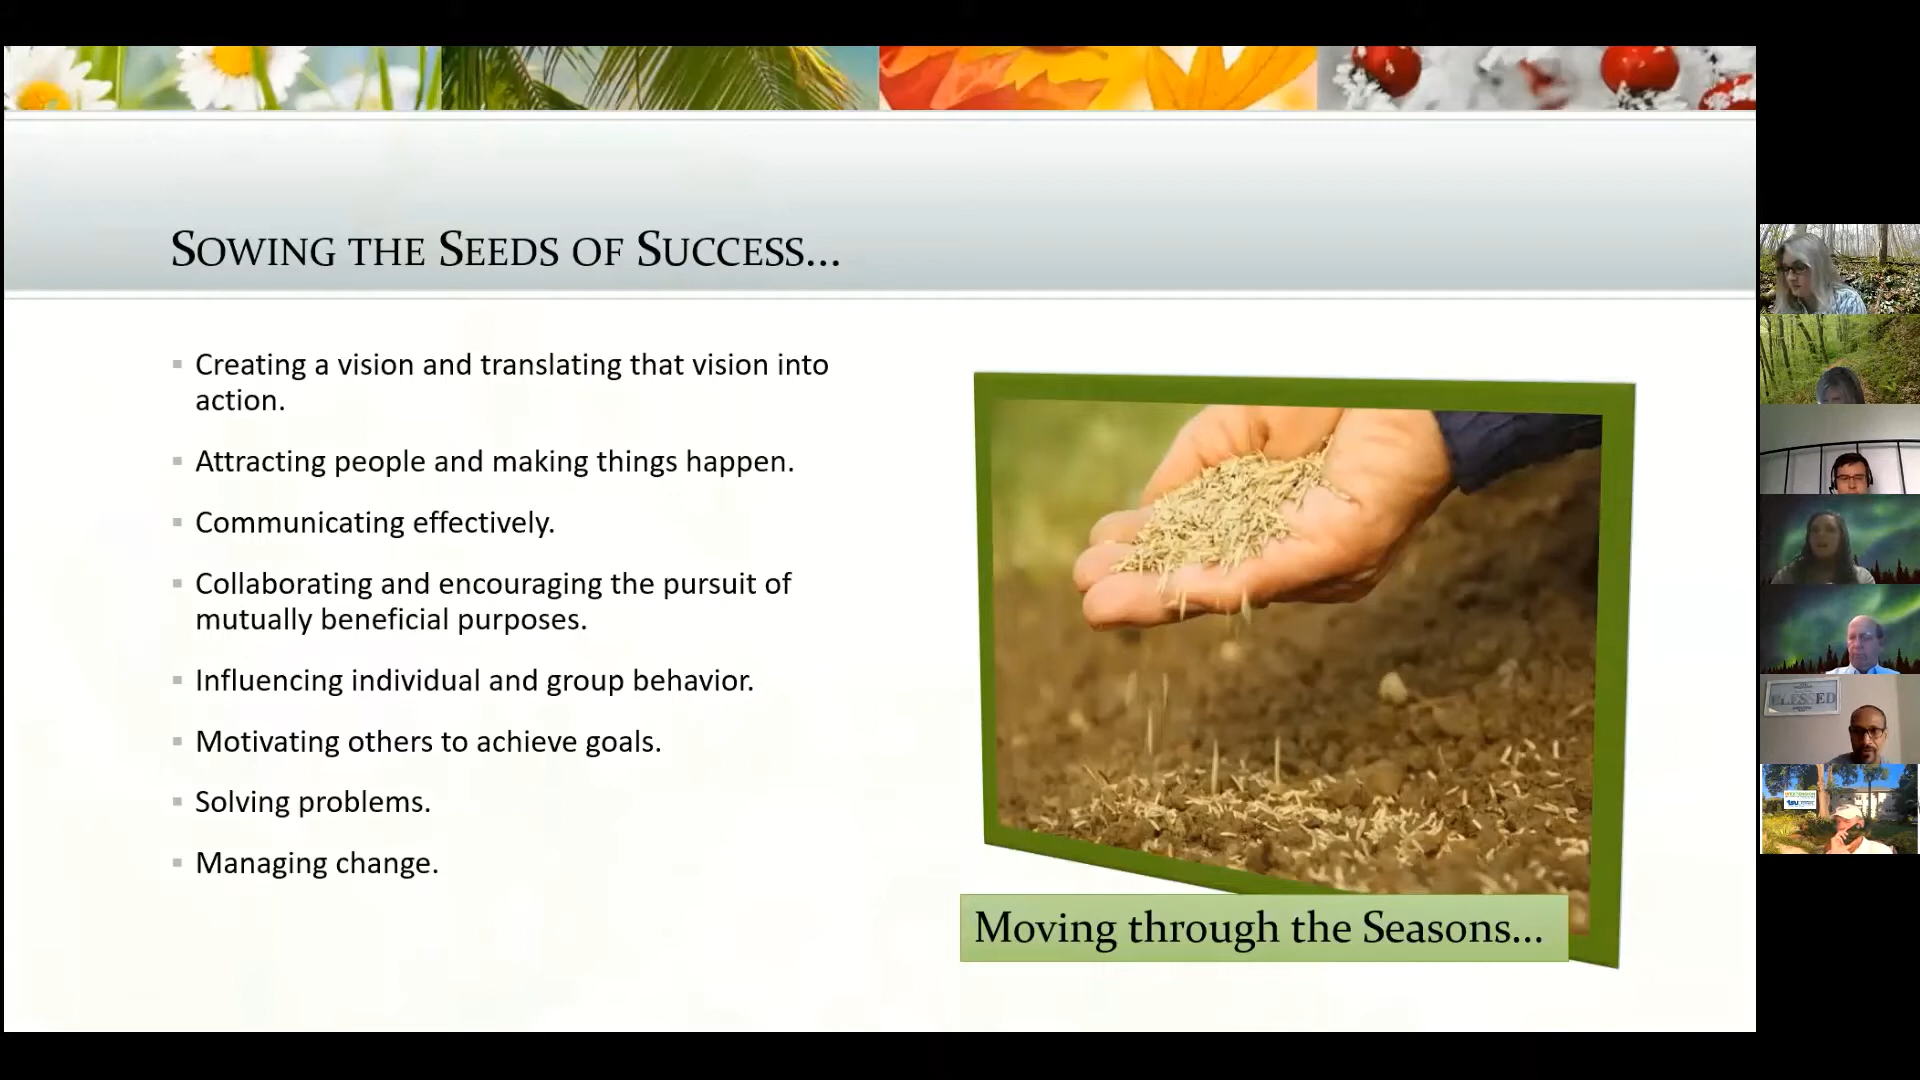 SOWING THE SEEDS OF SUCCESS...
Creating a vision and translating that vision into
action.
Attracting people and making things happen.
Communicating effectively.
Collaborating and encouraging the pursuit of
mutually beneficial purposes.
Influencing individual and group behavior.
Motivating others to achieve goals.
Solving problems.
Managing change.
Moving through the Seasons...
BLESSED